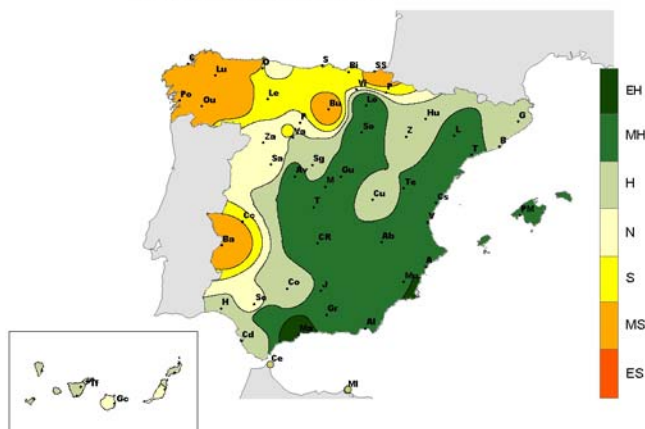 C Lu O S Bi SS
Po Ou Le Bu Vi P
Lo Hu G
P Va Za So Z L B
Sa Sg T
Av Gu M Te
Cu Cs
T V PM
Cc
Ba CR Ab
A
Co J Mu
H Se
Gr
Ma Al
Cd
Ce
Ml
Tf
Gc
EH
MH
H
N
S
MS
ES